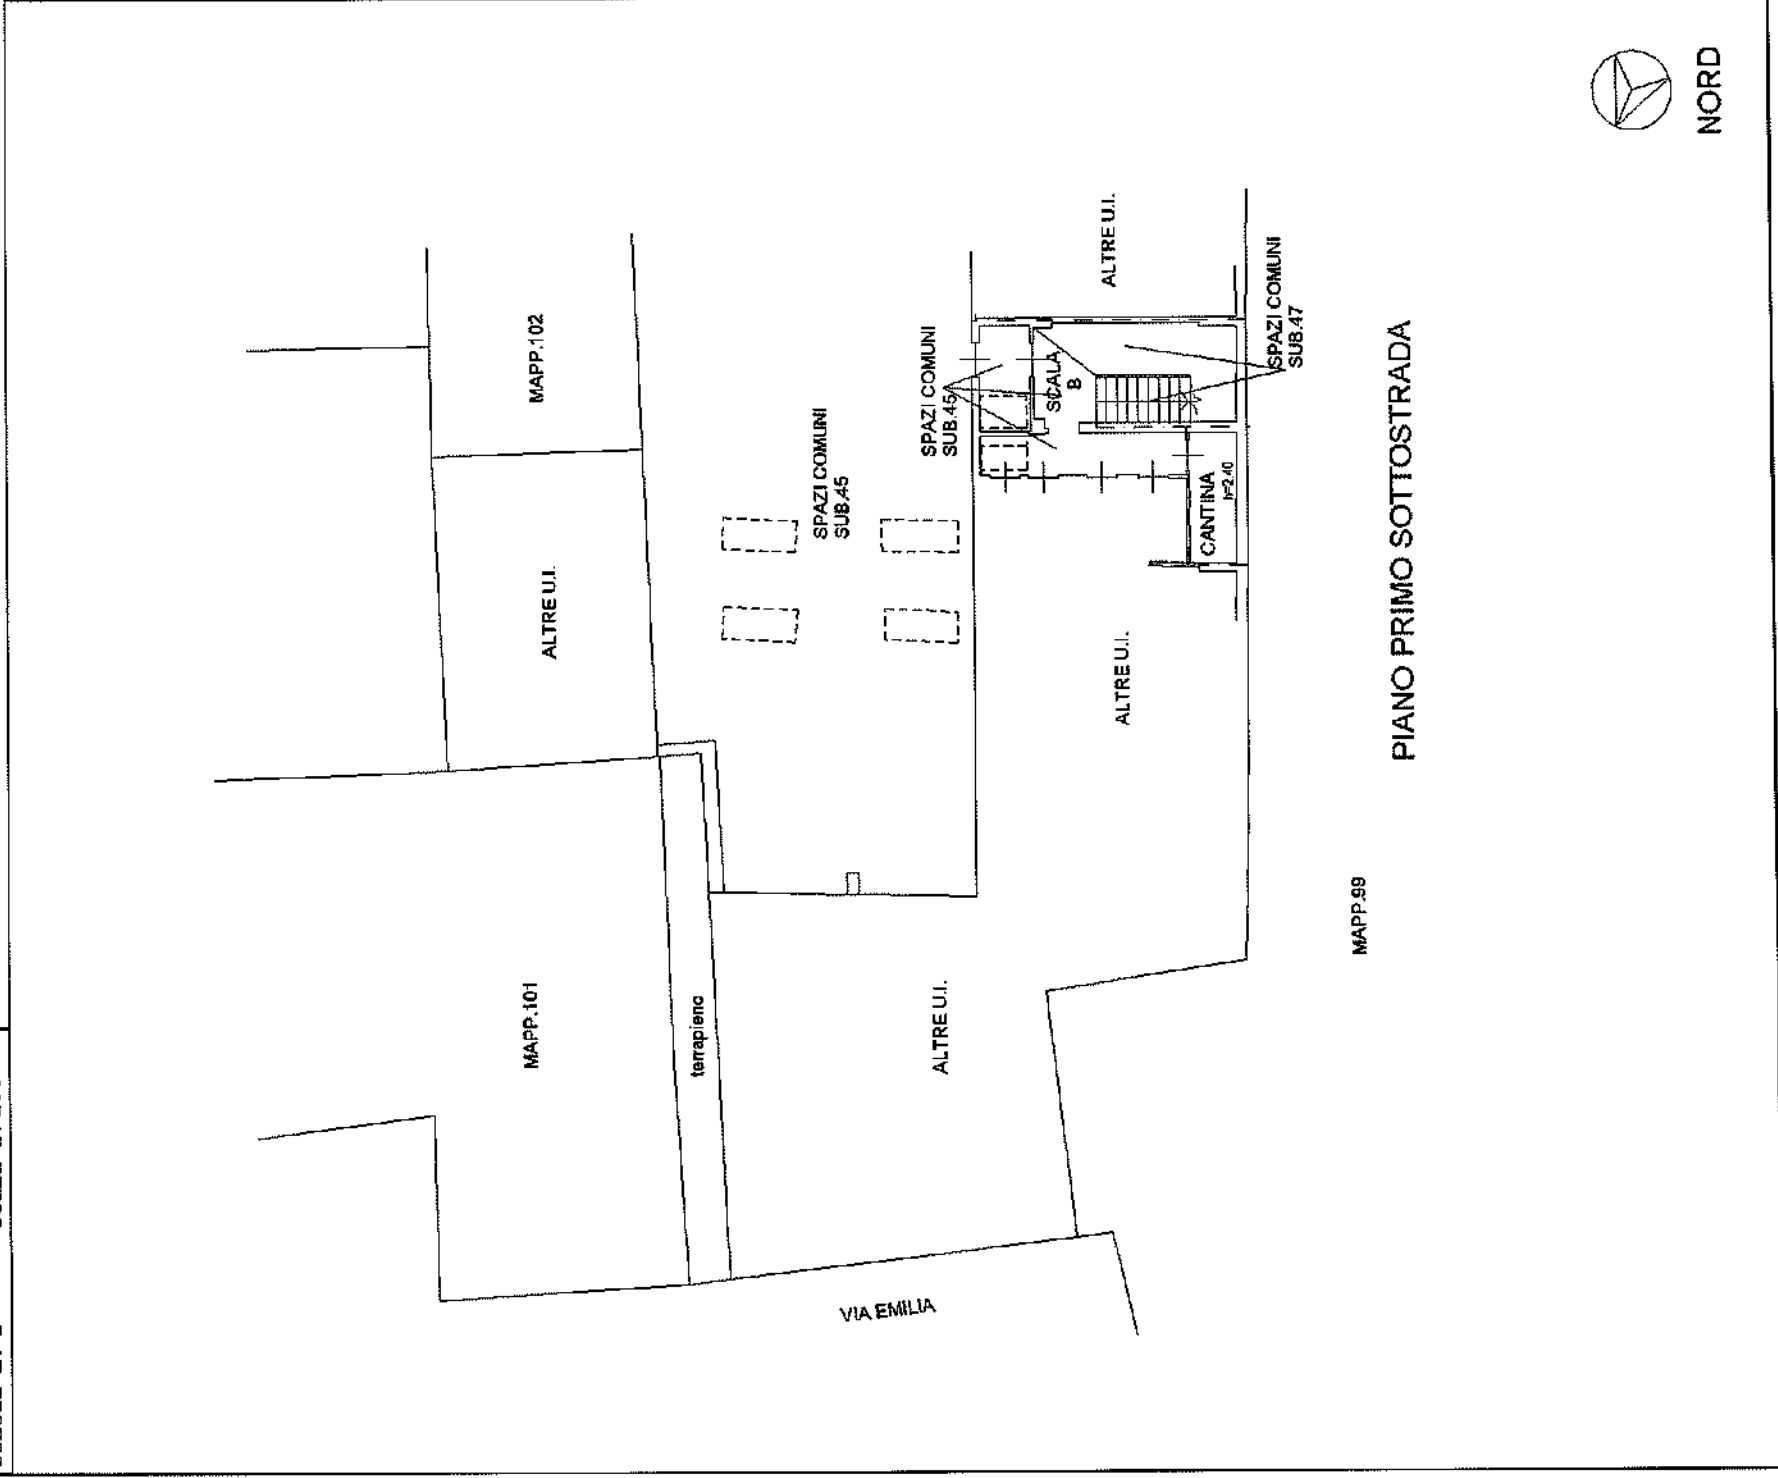 NORD
MAPP.102
ALTRE U.I.
SPAZI COMUNI
SUB.45
SPAZI COMUNI
SUB.45
SCALA
B
ALTRE U.I.
SPAZI COMUNI
SUB.47
CANTINA
h=2.40
ALTRE U.I.
MAPP.101
terrapieno
ALTRE U.I.
MAPP.99
VIA EMILIA
PIANO PRIMO SOTTOSTRADA